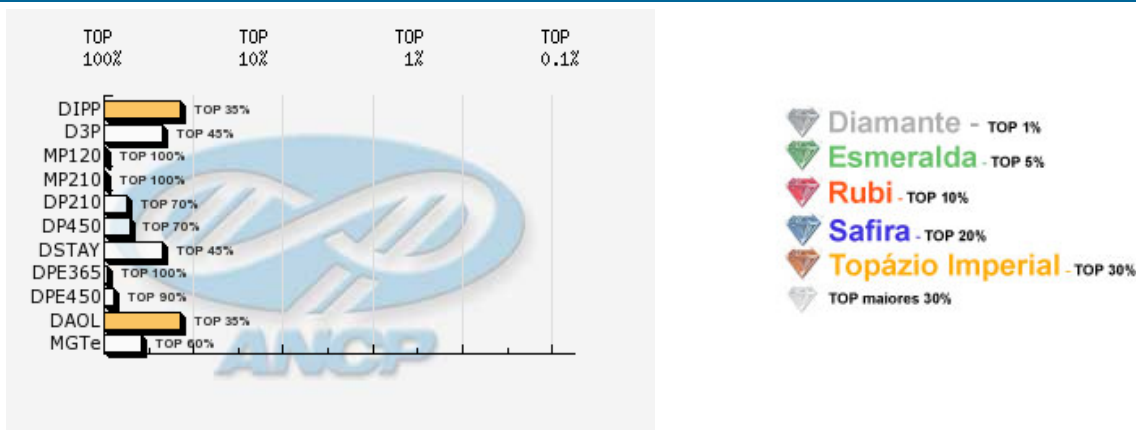 TOP TOP TOP TOP
100% 10% 1% 0.1%
DIPP TOP 35%
D3P TOP 45%
MP120 TOP 100%
MP210 TOP 100%
DP210 TOP 70%
DP450 TOP 70%
DSTAY TOP 45%
DPE365 TOP 100%
DPE450 TOP 90%
DAOL TOP 35%
MGTe TOP 60%
ANCP
Diamante - TOP 1%
Esmeralda - TOP 5%
Rubi - TOP 10%
Safira - TOP 20%
Topázio Imperial - TOP 30%
TOP maiores 30%